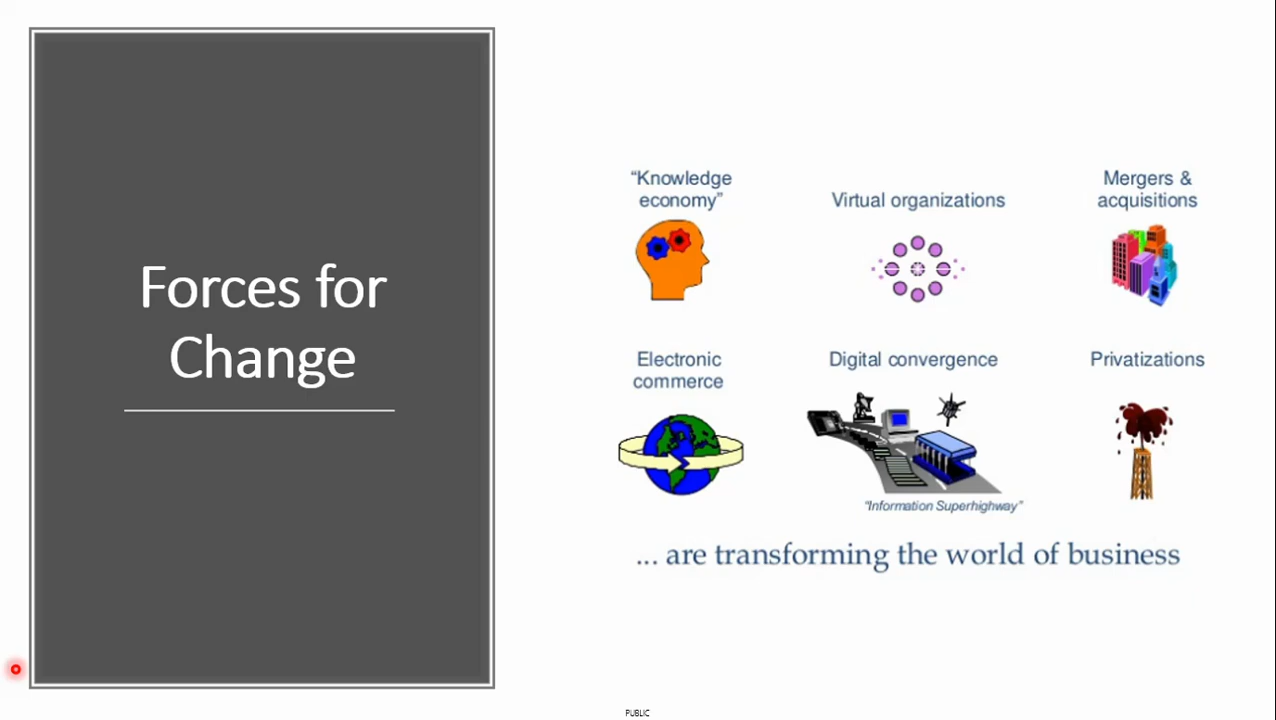 Forces for
Change
“Knowledge
economy”
Virtual organizations
Mergers &
acquisitions
Electronic
commerce
Digital convergence
Privatizations
“Information Superhighway”
... are transforming the world of business
PUBLIC